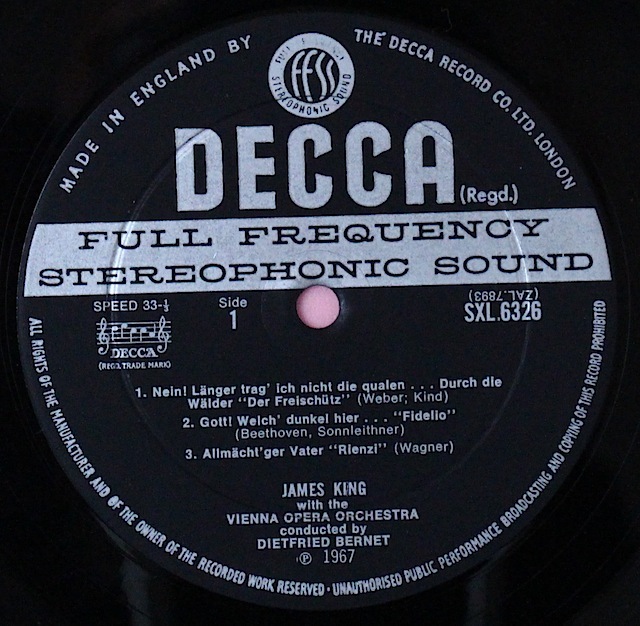 MADE IN ENGLAND BY
THE DECCA RECORD CO. LTD. LONDON
FULL FREQUENCY
FFSS
STEREOPHONIC SOUND
DECCA (Regd.)
FULL FREQUENCY
STEREOPHONIC SOUND
SPEED 33-⅓
Side
1
(ZAL.7893)
SXL.6326
DECCA
(REGD. TRADE MARK)
1. Nein! Länger trag' ich nicht die qualen . . . Durch die
Wälder "Der Freischütz" (Weber; Kind)
2. Gott! Welch' dunkel hier . . . "Fidelio"
(Beethoven, Sonnleithner)
3. Allmächt'ger Vater "Rienzi" (Wagner)
JAMES KING
with the
VIENNA OPERA ORCHESTRA
conducted by
DIETFRIED BERNET
℗ 1967
ALL RIGHTS OF THE MANUFACTURER AND OF THE OWNER OF THE RECORDED WORK RESERVED · UNAUTHORISED PUBLIC PERFORMANCE BROADCASTING AND COPYING OF THIS RECORD PROHIBITED